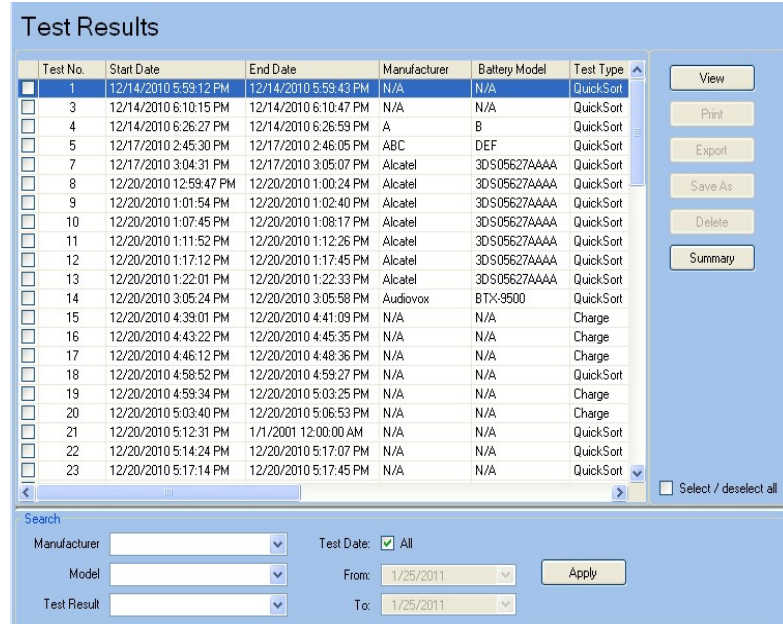 Test Results
Test No. Start Date End Date Manufacturer Battery Model Test Type
1 12/14/2010 5:59:12 PM 12/14/2010 5:59:43 PM N/A N/A QuickSort
3 12/14/2010 6:10:15 PM 12/14/2010 6:10:47 PM N/A N/A QuickSort
4 12/14/2010 6:26:27 PM 12/14/2010 6:26:59 PM A B QuickSort
5 12/17/2010 2:45:30 PM 12/17/2010 2:46:05 PM ABC DEF QuickSort
7 12/17/2010 3:04:31 PM 12/17/2010 3:05:07 PM Alcatel 3DS05627AAAA QuickSort
8 12/20/2010 12:59:47 PM 12/20/2010 1:00:24 PM Alcatel 3DS05627AAAA QuickSort
9 12/20/2010 1:01:54 PM 12/20/2010 1:02:40 PM Alcatel 3DS05627AAAA QuickSort
10 12/20/2010 1:07:45 PM 12/20/2010 1:08:17 PM Alcatel 3DS05627AAAA QuickSort
11 12/20/2010 1:11:52 PM 12/20/2010 1:12:26 PM Alcatel 3DS05627AAAA QuickSort
12 12/20/2010 1:17:12 PM 12/20/2010 1:17:45 PM Alcatel 3DS05627AAAA QuickSort
13 12/20/2010 1:22:01 PM 12/20/2010 1:22:33 PM Alcatel 3DS05627AAAA QuickSort
14 12/20/2010 3:05:24 PM 12/20/2010 3:05:58 PM Audiovox BTX-9500 QuickSort
15 12/20/2010 4:39:01 PM 12/20/2010 4:41:09 PM N/A N/A Charge
16 12/20/2010 4:43:22 PM 12/20/2010 4:45:35 PM N/A N/A Charge
17 12/20/2010 4:46:12 PM 12/20/2010 4:48:36 PM N/A N/A Charge
18 12/20/2010 4:58:52 PM 12/20/2010 4:59:27 PM N/A N/A QuickSort
19 12/20/2010 4:59:34 PM 12/20/2010 5:03:25 PM N/A N/A Charge
20 12/20/2010 5:03:40 PM 12/20/2010 5:06:53 PM N/A N/A Charge
21 12/20/2010 5:12:31 PM 1/1/2001 12:00:00 AM N/A N/A QuickSort
22 12/20/2010 5:14:24 PM 12/20/2010 5:17:07 PM N/A N/A QuickSort
23 12/20/2010 5:17:14 PM 12/20/2010 5:17:45 PM N/A N/A QuickSort
View
Print
Export
Save As
Delete
Summary
Select / deselect all
Search
Manufacturer Test Date: All
Model From: 1/25/2011 Apply
Test Result To: 1/25/2011